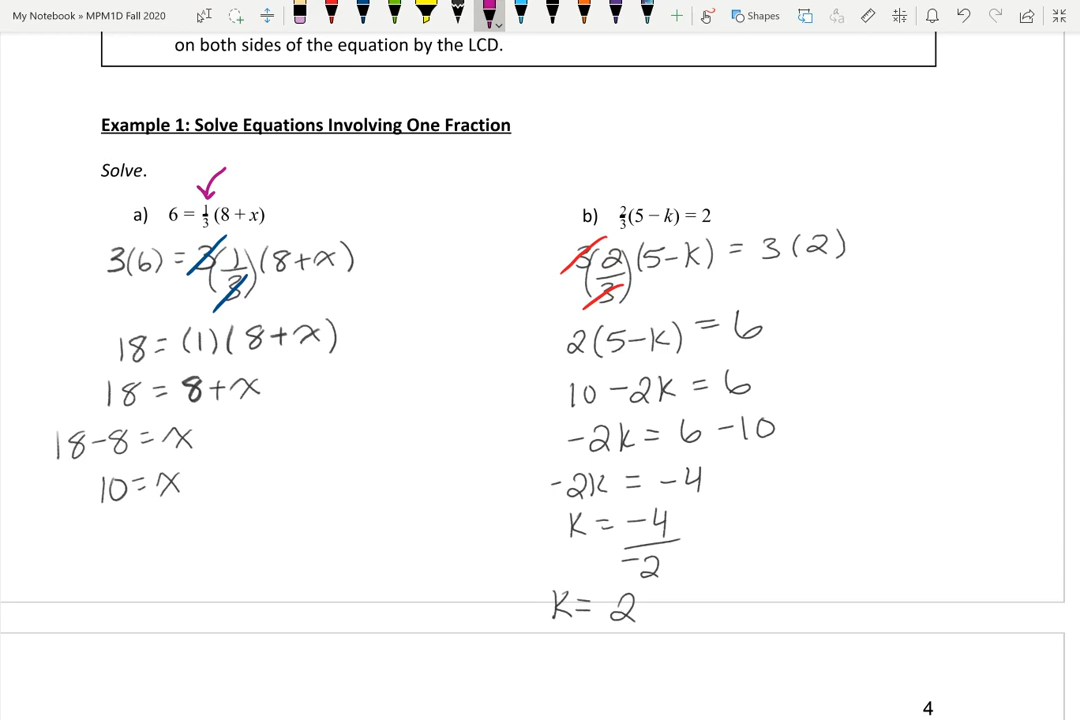 My Notebook » MPM1D Fall 2020
Shapes
on both sides of the equation by the LCD.
Example 1: Solve Equations Involving One Fraction
Solve.
a) 6 = 1/3 (8 + x)
3(6) = 3(1/3)(8+x)
18 = (1)(8+x)
18 = 8+x
18-8 = x
10 = x
b) 2/3(5 − k) = 2
3(2/3)(5-k) = 3(2)
2(5-k) = 6
10 -2k = 6
-2k = 6 -10
-2k = -4
k = -4/-2
k = 2
4